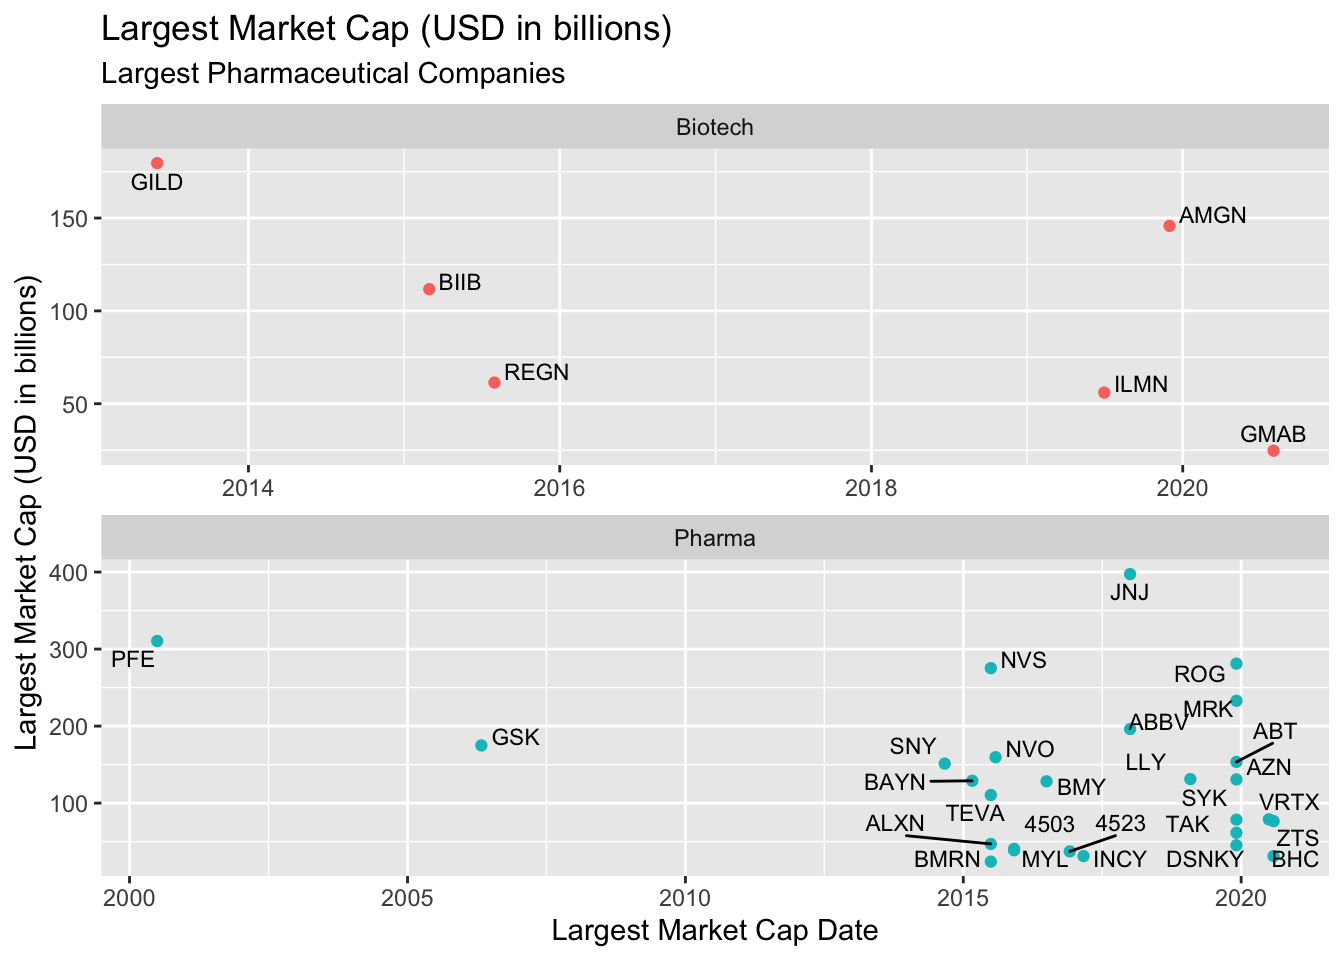 Largest Market Cap (USD in billions)
Largest Pharmaceutical Companies
Largest Market Cap (USD in billions)
Biotech
GILD
150
AMGN
BIIB
100
REGN
ILMN
50
GMAB
2014 2016 2018 2020
Pharma
400
JNJ
300
PFE
NVS
ROG
MRK
200
ABBV
ABT
GSK
SNY
NVO
LLY
AZN
BAYN
BMY
100
SYK
VRTX
TEVA
ALXN
4503
4523
TAK
ZTS
BMRN
MYL
INCY
DSNKY
BHC
2000 2005 2010 2015 2020
Largest Market Cap Date